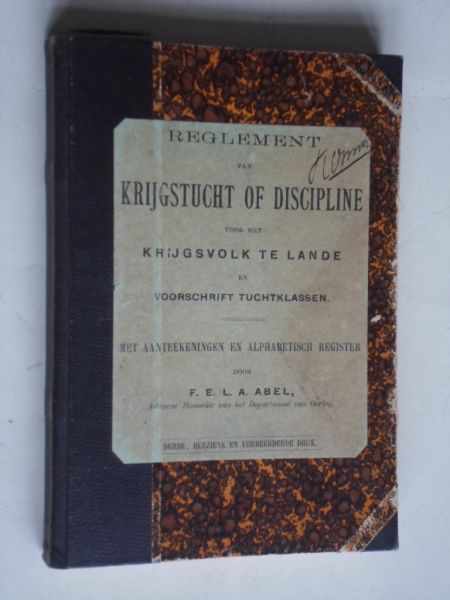 REGLEMENT
VAN
KRIJGSTUCHT OF DISCIPLINE
VOOR HET
KRIJGSVOLK TE LANDE
EN
VOORSCHRIFT TUCHTKLASSEN.
MET AANTEEKENINGEN EN ALPHABETISCH REGISTER
DOOR
F. E. L. A. ABEL,
Adviseur Honorair van het Departement van Oorlog.
DERDE, HERZIENE EN VERMEERDERDE DRUK.